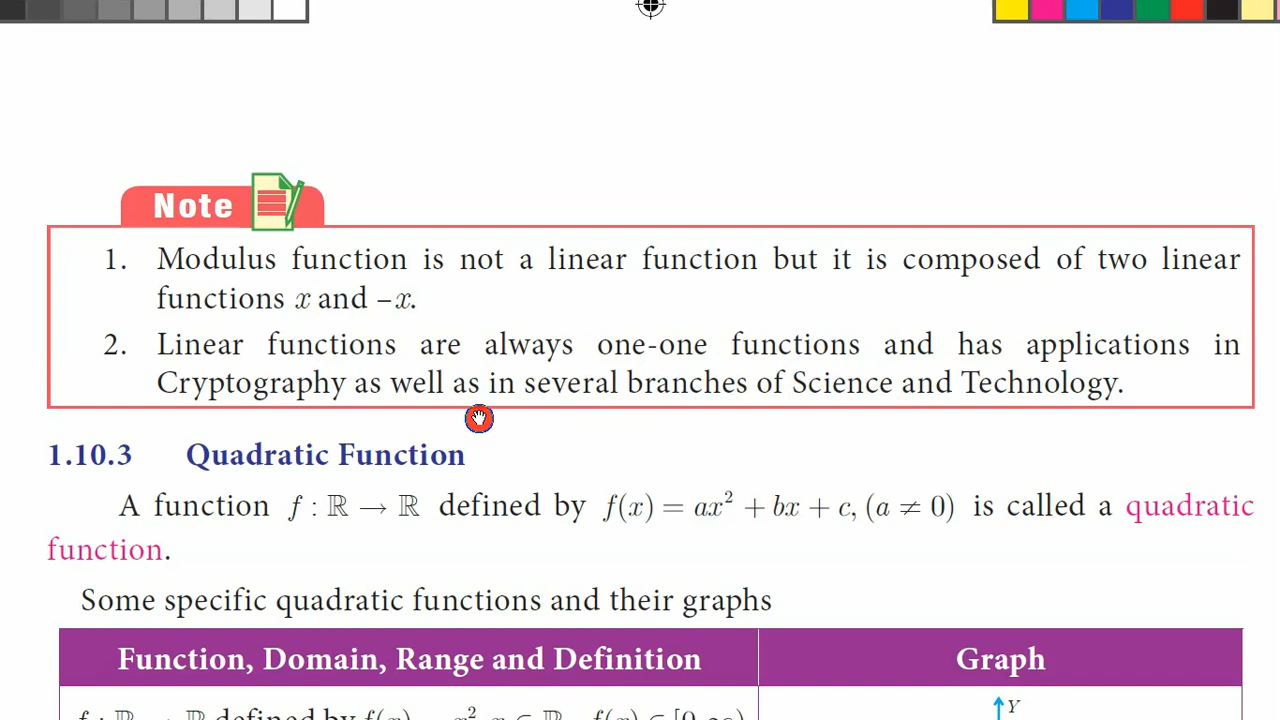 Note
1. Modulus function is not a linear function but it is composed of two linear
functions x and –x.
2. Linear functions are always one-one functions and has applications in
Cryptography as well as in several branches of Science and Technology.
1.10.3 Quadratic Function
A function f : ℝ → ℝ defined by f(x) = ax² + bx + c, (a ≠ 0) is called a quadratic
function.
Some specific quadratic functions and their graphs
Function, Domain, Range and Definition
Graph
Y